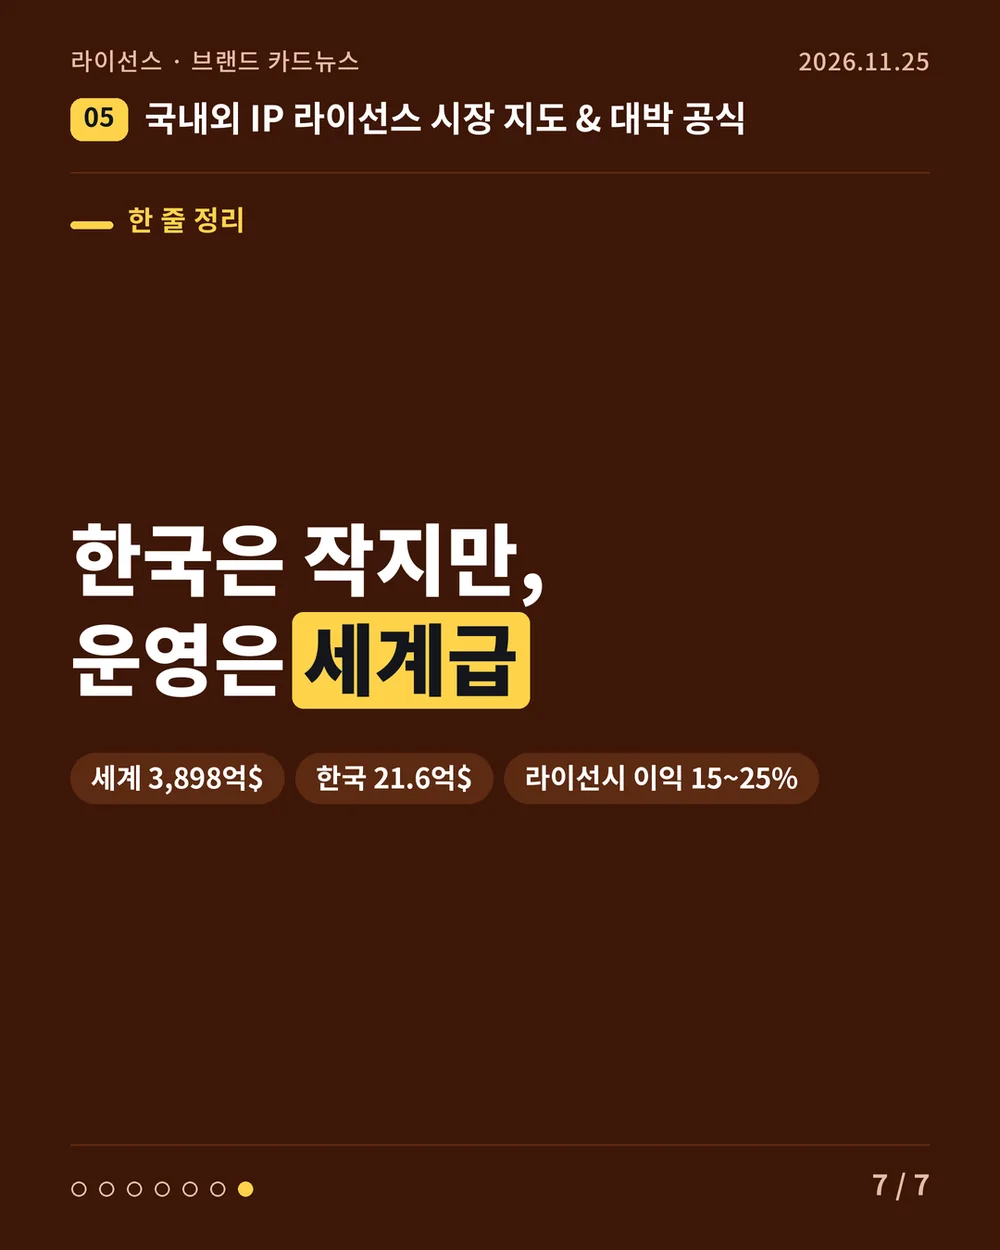 라이선스 · 브랜드 카드뉴스
2026.11.25
05 국내외 IP 라이선스 시장 지도 & 대박 공식
한 줄 정리
한국은 작지만,
운영은 세계급
세계 3,898억$ 한국 21.6억$ 라이선시 이익 15~25%
7 / 7